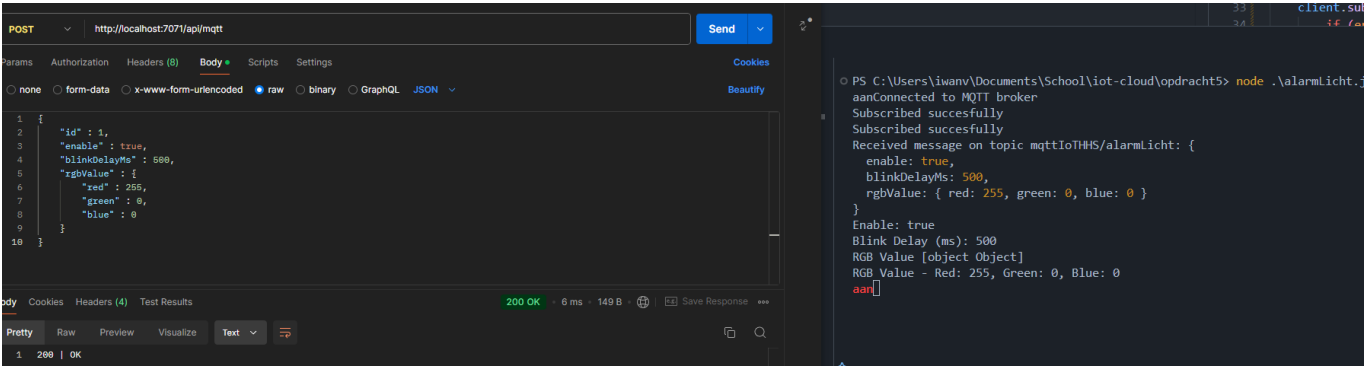 POST http://localhost:7071/api/mqtt Send
Params Authorization Headers (8) Body Scripts Settings Cookies
none form-data x-www-form-urlencoded raw binary GraphQL JSON Beautify
1 {
2 "id" : 1,
3 "enable" : true,
4 "blinkDelayMs" : 500,
5 "rgbValue" : {
6 "red" : 255,
7 "green" : 0,
8 "blue" : 0
9 }
10 }
Body Cookies Headers (4) Test Results 200 OK 6 ms 149 B Save Response
Pretty Raw Preview Visualize Text
1 200 | OK
33 client.sub
34 if (er
PS C:\Users\iwanv\Documents\School\iot-cloud\opdracht5> node .\alarmLicht.j
aanConnected to MQTT broker
Subscribed succesfully
Subscribed succesfully
Received message on topic mqttIoTHHS/alarmLicht: {
enable: true,
blinkDelayMs: 500,
rgbValue: { red: 255, green: 0, blue: 0 }
}
Enable: true
Blink Delay (ms): 500
RGB Value [object Object]
RGB Value - Red: 255, Green: 0, Blue: 0
aan